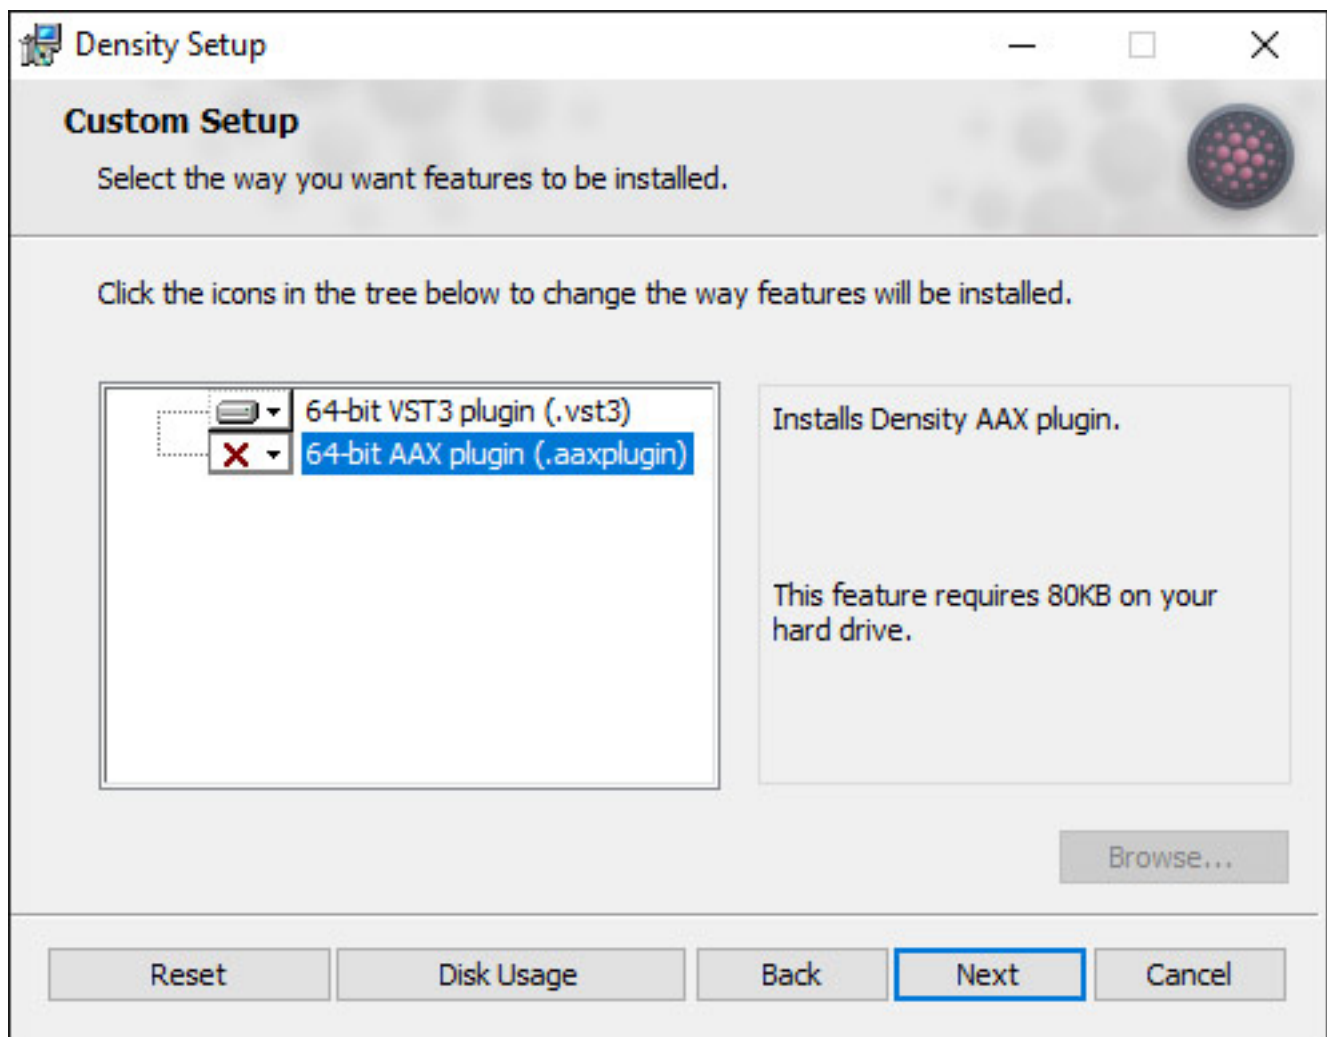 Density Setup
Custom Setup
Select the way you want features to be installed.
Click the icons in the tree below to change the way features will be installed.
64-bit VST3 plugin (.vst3)
64-bit AAX plugin (.aaxplugin)
Installs Density AAX plugin.
This feature requires 80KB on your
hard drive.
Browse...
Reset
Disk Usage
Back
Next
Cancel